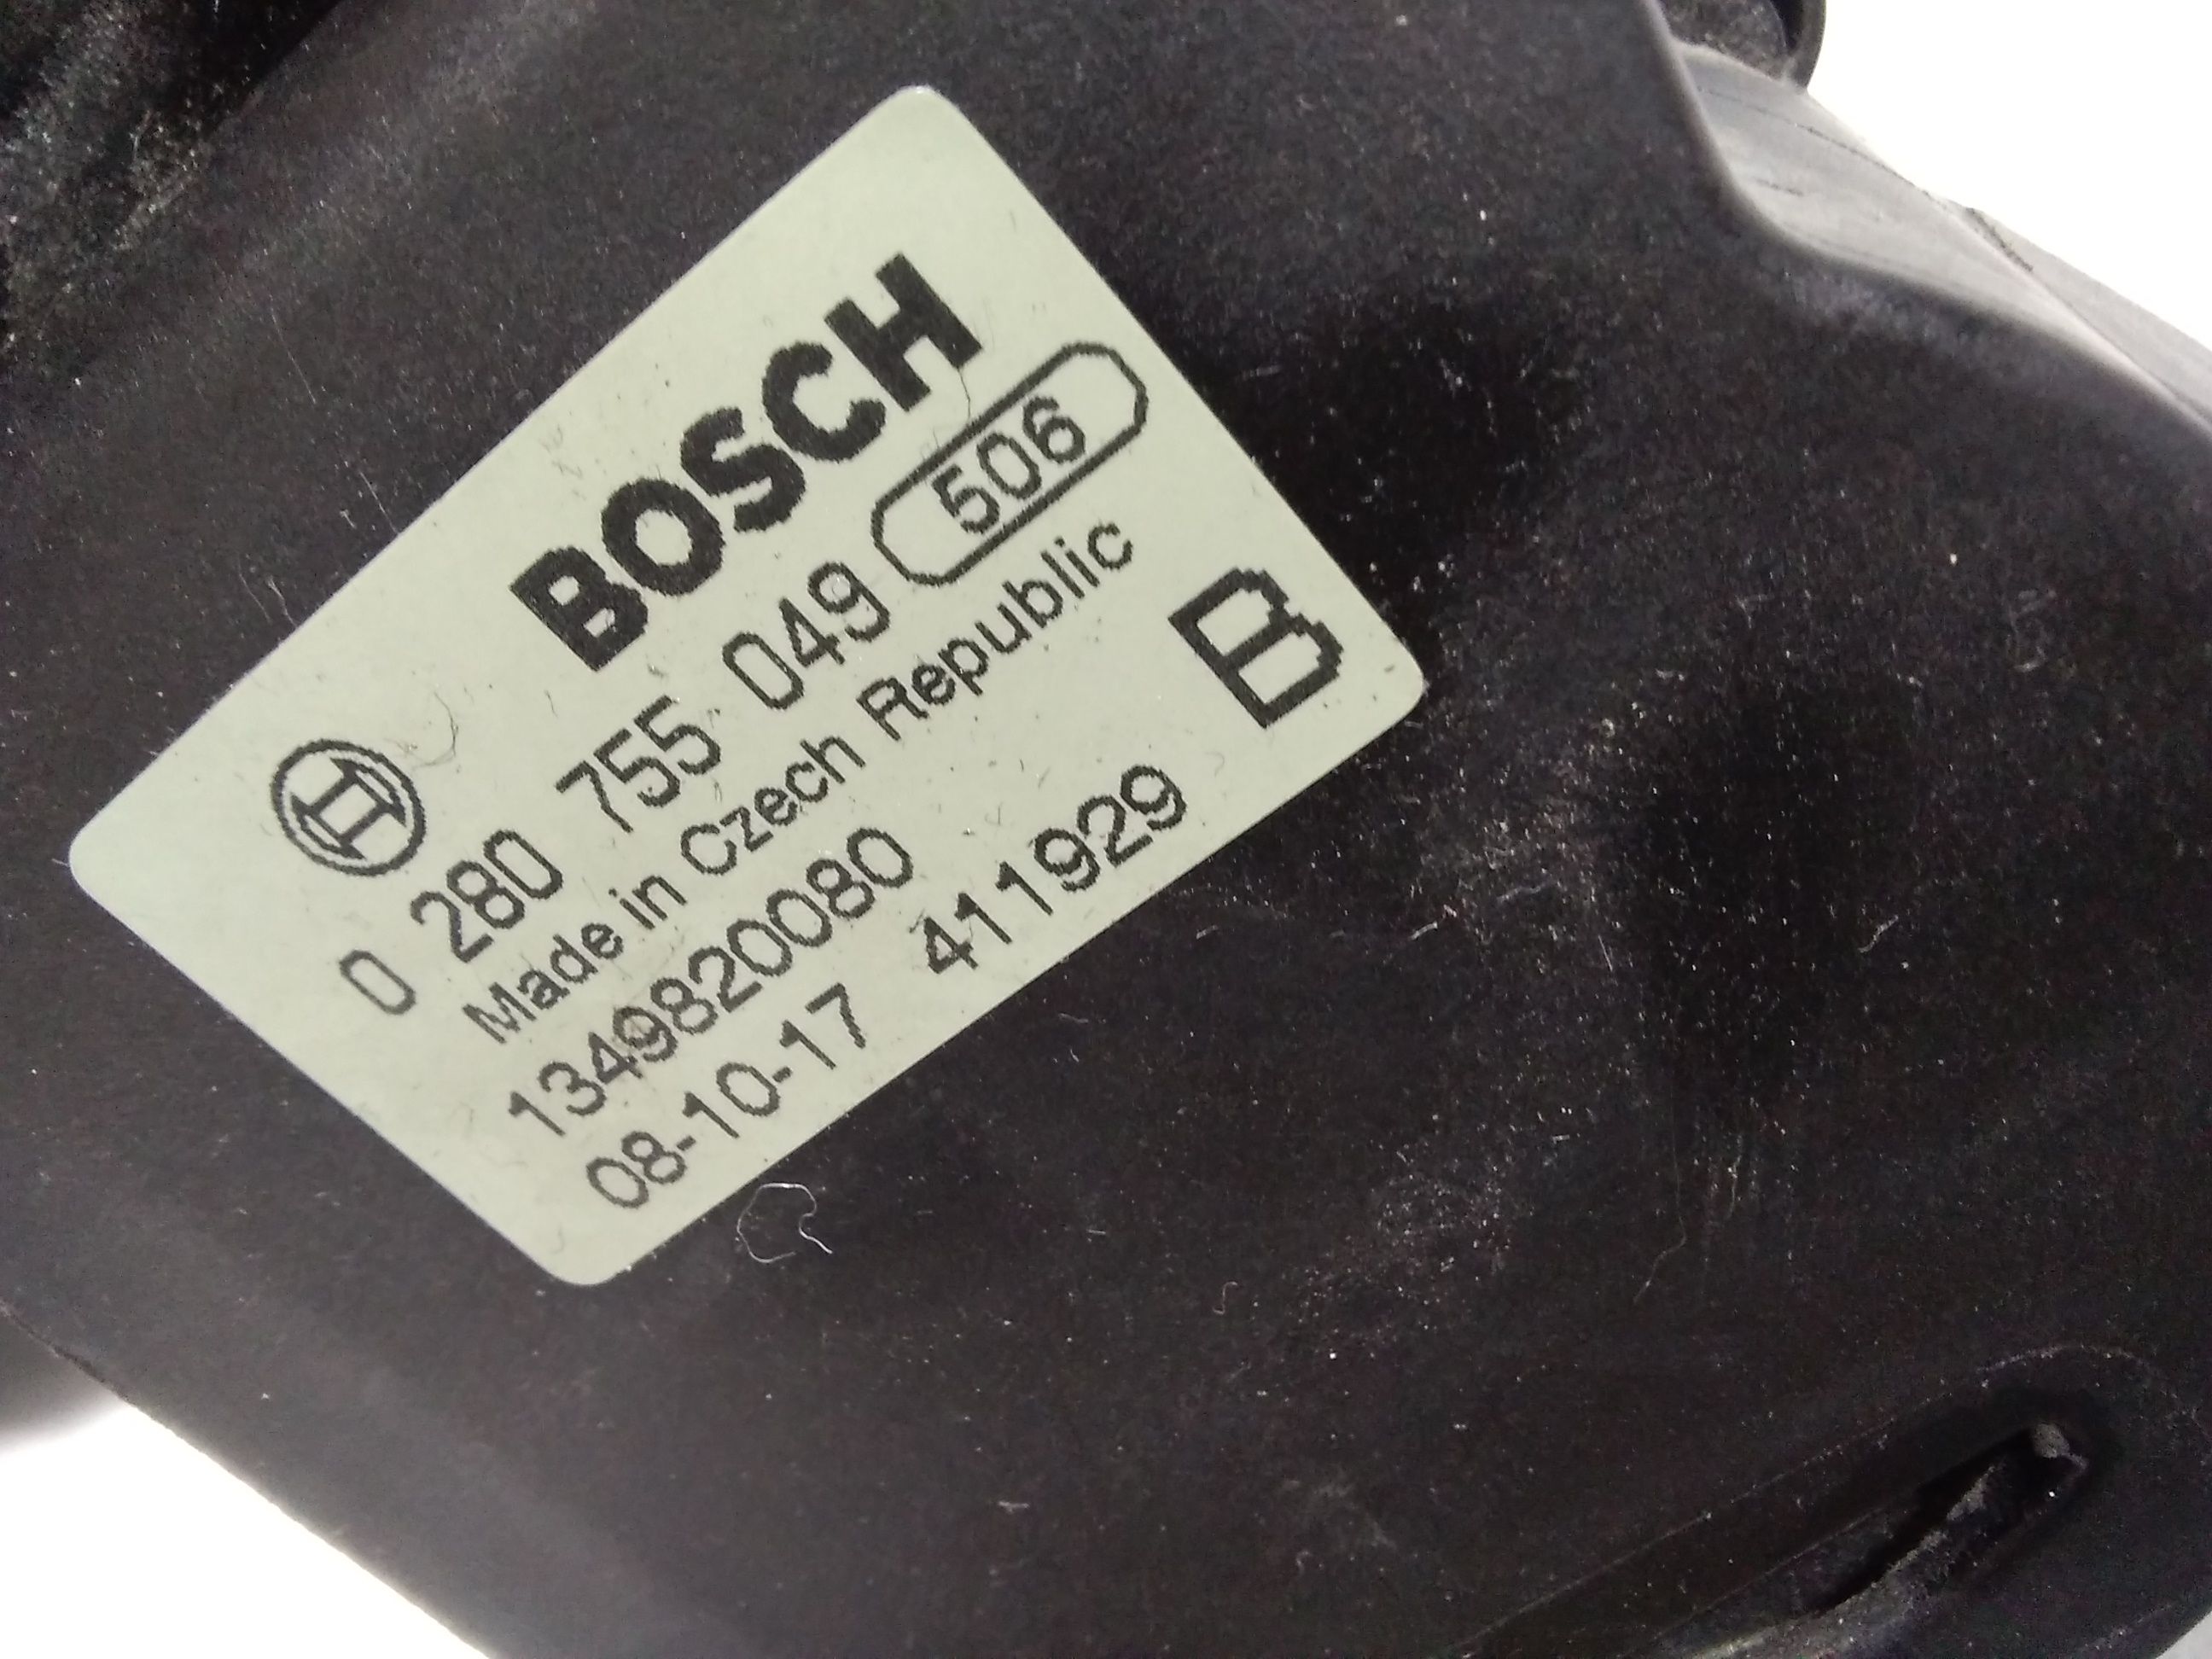 BOSCH
0 280 755 049 506
Made in Czech Republic
B
1349820080
08-10-17 411929